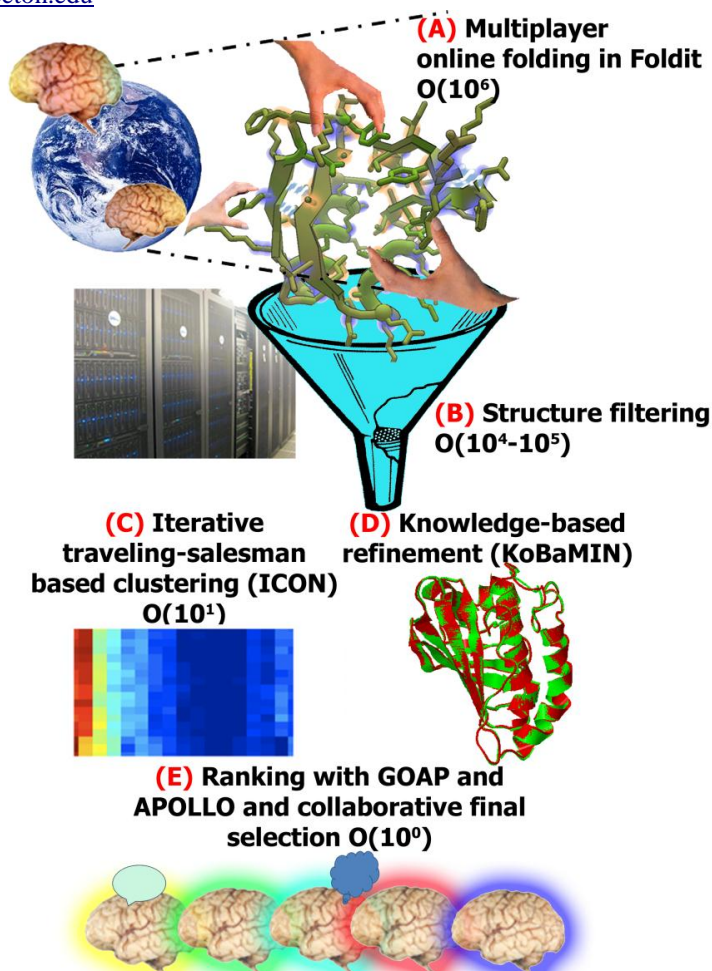 (A) Multiplayer
online folding in Foldit
O(10⁶)
(B) Structure filtering
O(10⁴-10⁵)
(C) Iterative
traveling-salesman
based clustering (ICON)
O(10¹)
(D) Knowledge-based
refinement (KoBaMIN)
(E) Ranking with GOAP and
APOLLO and collaborative final
selection O(10⁰)